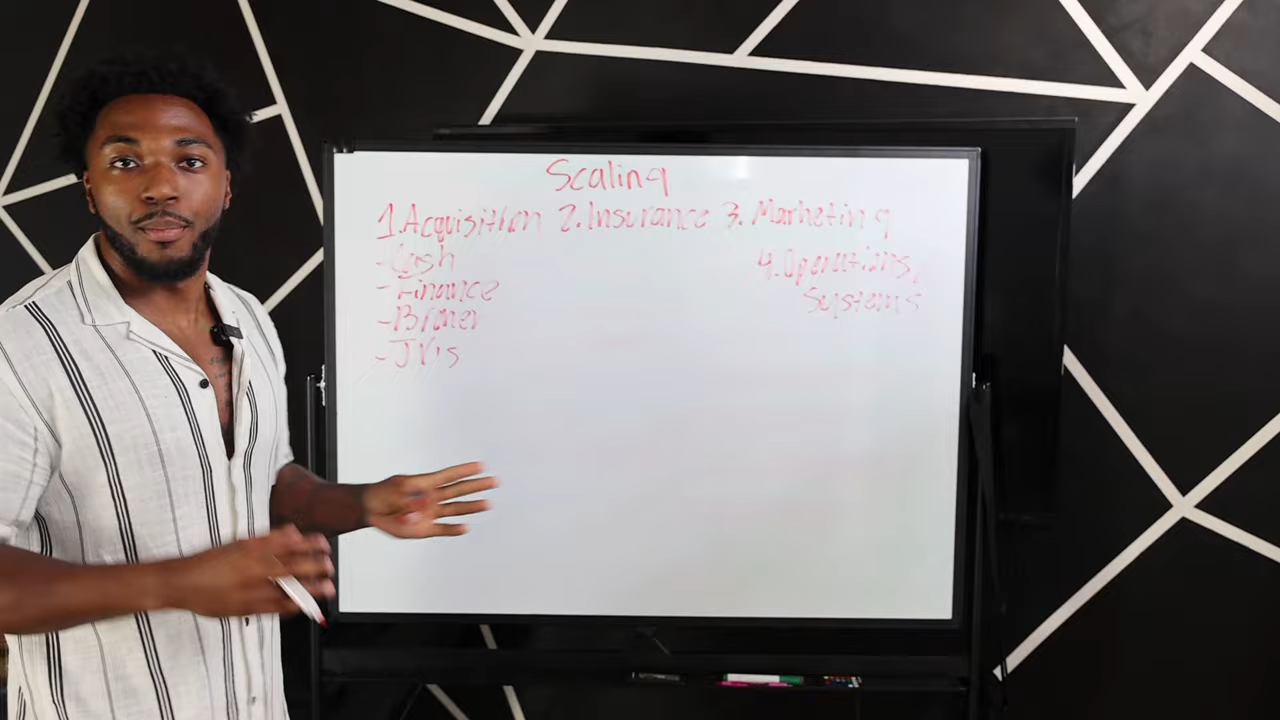 Scaling
1. Acquisition 2. Insurance 3. Marketing
- Cash
- Finance
- Broker
- JV's
4. Operations,
Systems